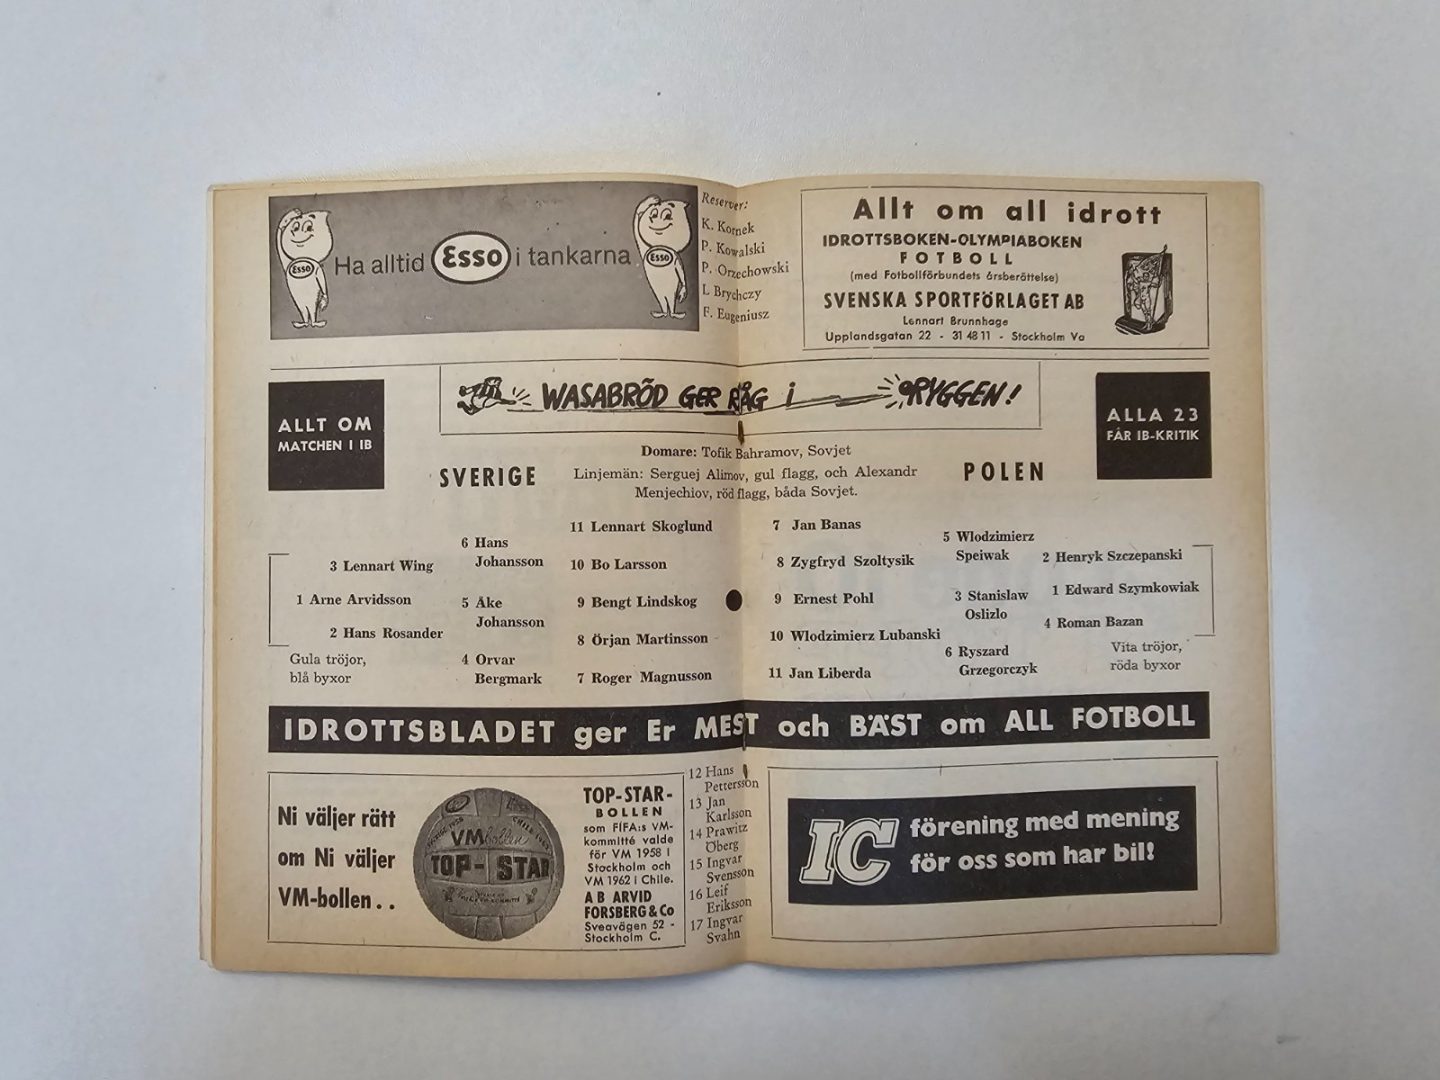 Ha alltid Esso i tankarna
Esso
Esso
Reserver:
K. Kornek
P. Kowalski
P. Orzechowski
L Brychczy
F. Eugeniusz
Allt om all idrott
IDROTTSBOKEN-OLYMPIABOKEN
FOTBOLL
(med Fotbollförbundets årsberättelse)
SVENSKA SPORTFÖRLAGET AB
Lennart Brunnhage
Upplandsgatan 22 - 31 48 11 - Stockholm Va
ALLT OM
MATCHEN I IB
WASABRÖD GER RÅG i RYGGEN!
ALLA 23
FÅR IB-KRITIK
Domare: Tofik Bahramov, Sovjet
Linjemän: Serguej Alimov, gul flagg, och Alexandr
Menjechiov, röd flagg, båda Sovjet.
SVERIGE
POLEN
11 Lennart Skoglund
6 Hans
Johansson
3 Lennart Wing
10 Bo Larsson
1 Arne Arvidsson
5 Åke
Johansson
9 Bengt Lindskog
2 Hans Rosander
8 Örjan Martinsson
4 Orvar
Bergmark
7 Roger Magnusson
Gula tröjor,
blå byxor
7 Jan Banas
5 Wlodzimierz
Speiwak
2 Henryk Szczepanski
8 Zygfryd Szoltysik
1 Edward Szymkowiak
9 Ernest Pohl
3 Stanislaw
Oslizlo
4 Roman Bazan
10 Wlodzimierz Lubanski
6 Ryszard
Grzegorczyk
11 Jan Liberda
Vita tröjor,
röda byxor
IDROTTSBLADET ger Er MEST och BÄST om ALL FOTBOLL
Ni väljer rätt
om Ni väljer
VM-bollen . .
VM bollen
TOP-STAR
TOP-STAR-
BOLLEN
som FIFA:s VM-
kommitté valde
för VM 1958 i
Stockholm och
VM 1962 i Chile.
AB ARVID
FORSBERG & Co
Sveavägen 52 -
Stockholm C.
12 Hans
Pettersson
13 Jan
Karlsson
14 Prawitz
Öberg
15 Ingvar
Svensson
16 Leif
Eriksson
17 Ingvar
Svahn
IC förening med mening
för oss som har bil!